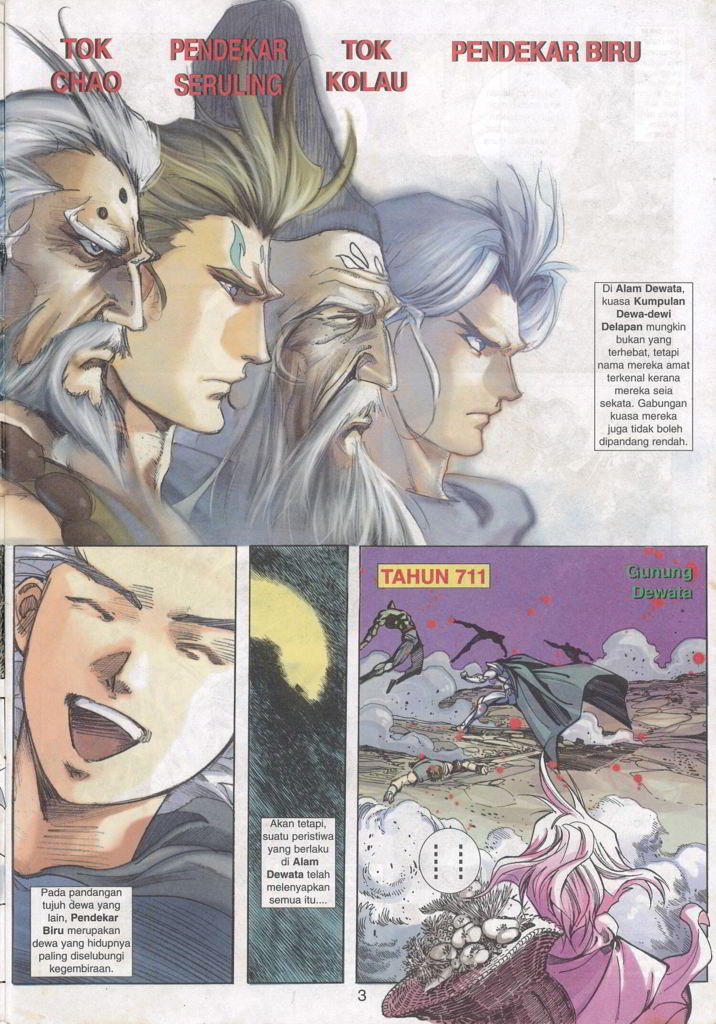 TOK
CHAO
PENDEKAR
SERULING
TOK
KOLAU
PENDEKAR BIRU
Di Alam Dewata,
kuasa Kumpulan
Dewa-dewi
Delapan mungkin
bukan yang
terhebat, tetapi
nama mereka amat
terkenal kerana
mereka seia
sekata. Gabungan
kuasa mereka
juga tidak boleh
dipandang rendah.
Pada pandangan
tujuh dewa yang
lain, Pendekar
Biru merupakan
dewa yang hidupnya
paling diselubungi
kegembiraan.
Akan tetapi,
suatu peristiwa
yang berlaku
di Alam
Dewata telah
melenyapkan
semua itu....
TAHUN 711
Gunung
Dewata
3